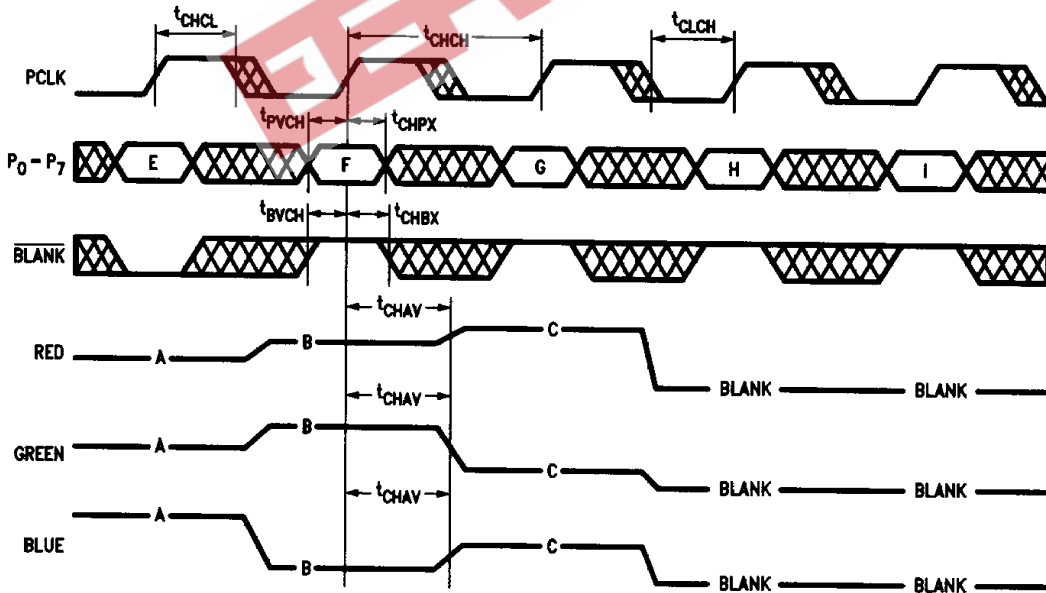 tCHCL tCHCH tCLCH
PCLK
tPVCH tCHPX
P0 – P7 E F G H I
tBVCH tCHBX
BLANK
tCHAV
RED A B C BLANK BLANK
tCHAV
GREEN A B C BLANK BLANK
tCHAV
BLUE A B C BLANK BLANK